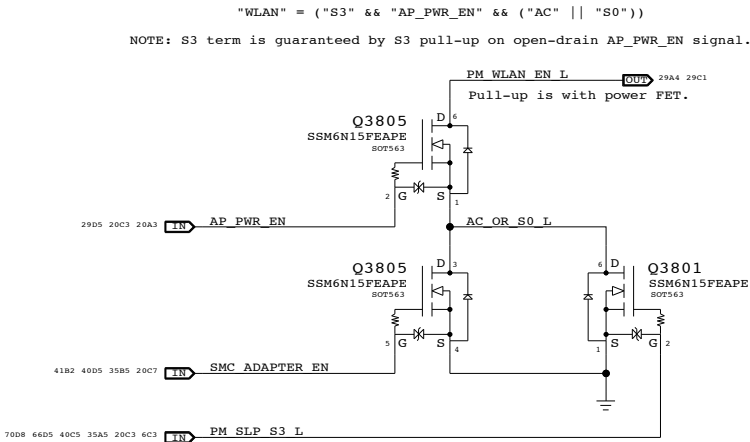 "WLAN" = ("S3" && "AP_PWR_EN" && ("AC" || "S0"))
NOTE: S3 term is guaranteed by S3 pull-up on open-drain AP_PWR_EN signal.
PM_WLAN_EN_L
OUT 29A4 29C1
Pull-up is with power FET.
Q3805
SSM6N15FEAPE
SOT563
D 6
2 G S 1
29D5 20C3 20A3 IN AP_PWR_EN
AC_OR_S0_L
Q3805
SSM6N15FEAPE
SOT563
D 3
5 G S 4
6 D
Q3801
SSM6N15FEAPE
SOT563
1 S G 2
41B2 40D5 35B5 20C7 IN SMC_ADAPTER_EN
70D8 66D5 40C5 35A5 20C3 6C3 IN PM_SLP_S3_L